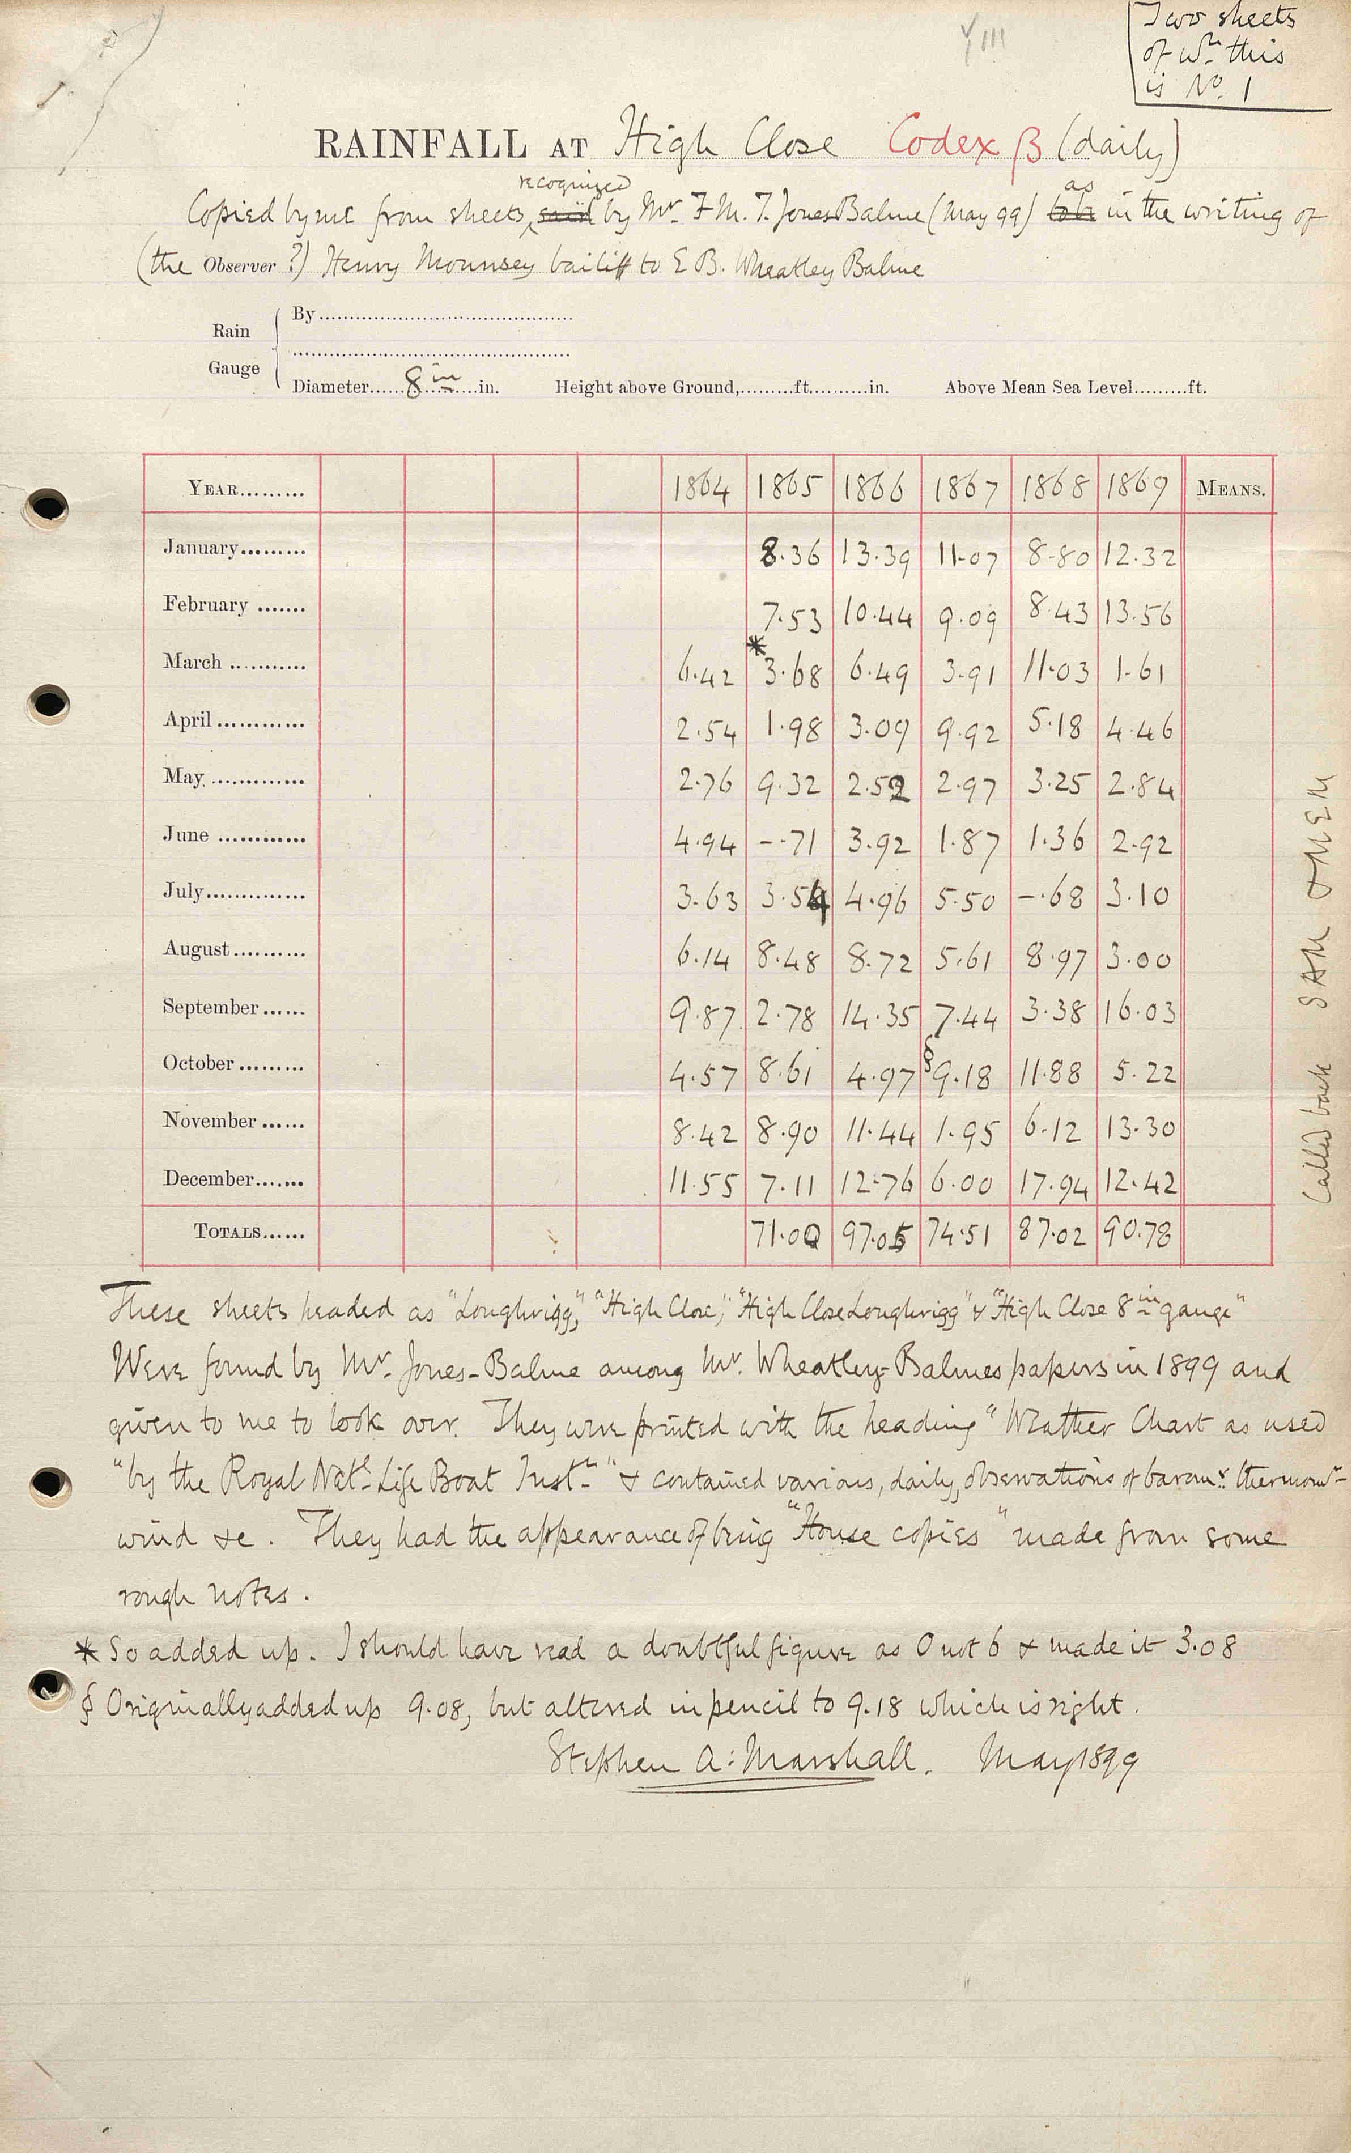 Two sheets
of wh this
is No. 1
RAINFALL AT High Close Codex B (daily)
recognized as
Copied by me from sheets, said by Mr. F. M. T. Jones Balme (May 99) to be in the writing of
(the Observer ?) Henry Mounsey bailiff to E B. Wheatley Balme
Rain Gauge
By
Diameter 8 in in. Height above Ground, ft. in. Above Mean Sea Level ft.
YEAR 1864 1865 1866 1867 1868 1869 MEANS.
January 8.36 13.39 11.07 8.80 12.32
February 7.53 10.44 9.09 8.43 13.56
March 6.42 *3.68 6.49 3.91 11.03 1.61
April 2.54 1.98 3.09 9.92 5.18 4.46
May 2.76 9.32 2.52 2.97 3.25 2.84
June 4.94 -.71 3.92 1.87 1.36 2.92
July 3.63 3.54 4.96 5.50 -.68 3.10
August 6.14 8.48 8.72 5.61 8.97 3.00
September 9.87 2.78 14.35 7.44 3.38 16.03
October 4.57 8.61 4.97 §9.18 11.88 5.22
November 8.42 8.90 11.44 1.95 6.12 13.30
December 11.55 7.11 12.76 6.00 17.94 12.42
TOTALS 71.00 97.05 74.51 87.02 90.78
These sheets headed as "Loughrigg," "High Close," "High Close Loughrigg" & "High Close 8 in gauge"
Were found by Mr. Jones-Balme among Mr. Wheatley-Balmes papers in 1899 and
given to me to look over. They were printed with the heading "Weather Chart as used
"by the Royal Natl. Life Boat Instn." & contained various, daily, observations of baromr. thermomr.
wind &c. They had the appearance of being "House copies" made from some
rough notes.
* So added up. I should have read a doubtful figure as 0 not 6 & made it 3.08
§ Originally added up 9.08, but altered in pencil to 9.18 which is right.
Stephen A: Marshall. May 1899
Called back SAM